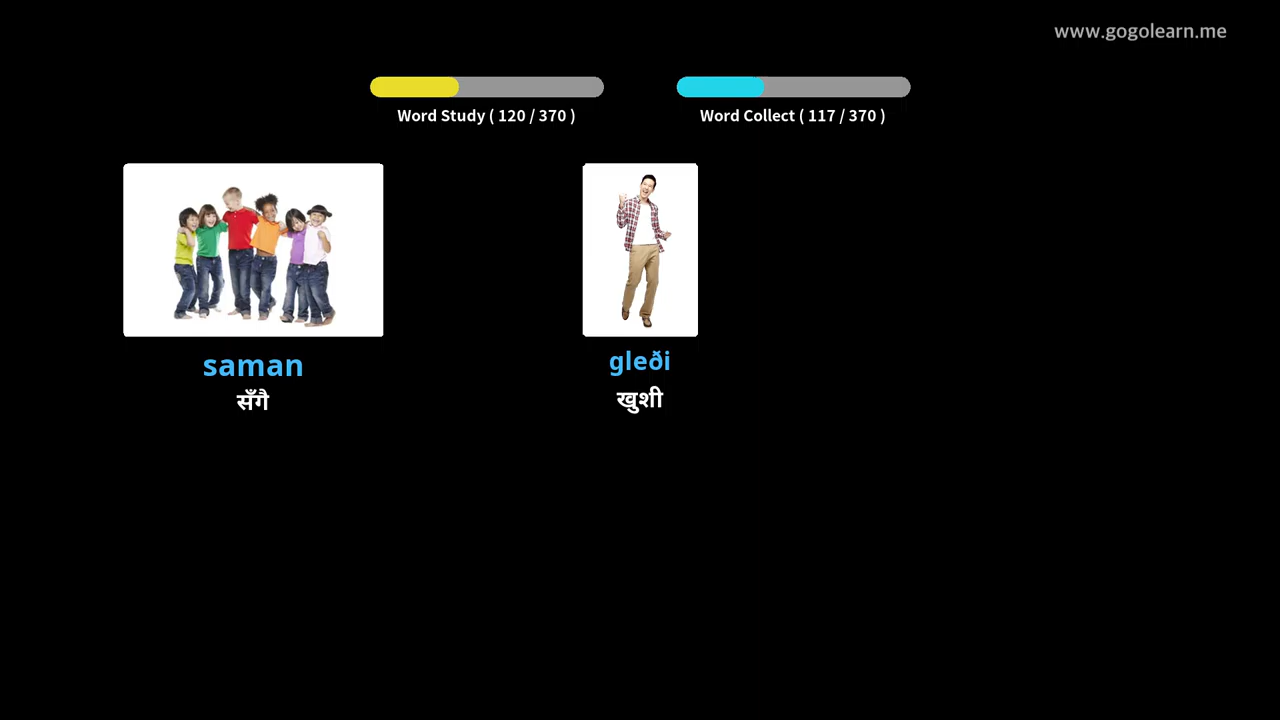 www.gogolearn.me
Word Study ( 120 / 370 )
Word Collect ( 117 / 370 )
saman
सँगै
gleði
खुशी